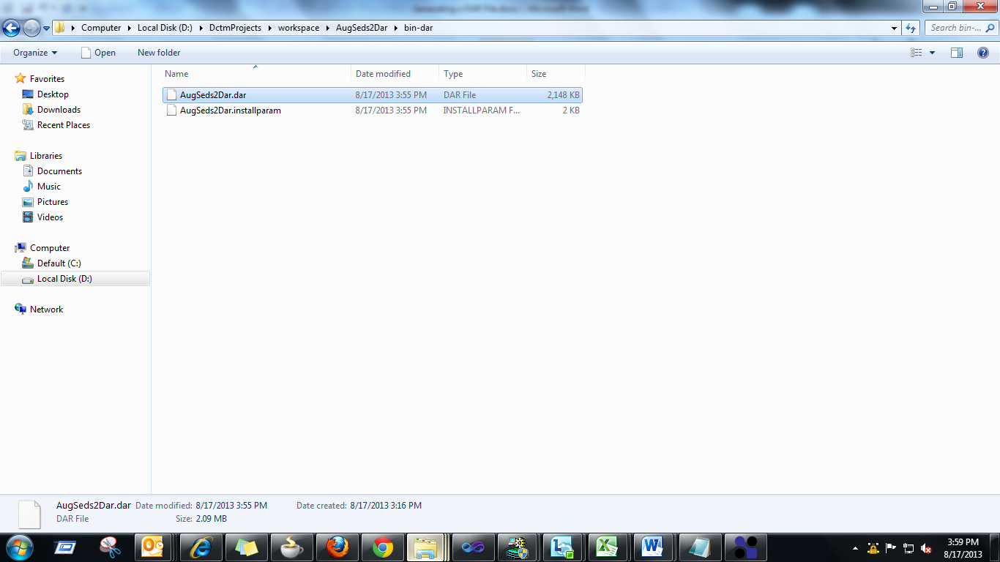 Generating a DAR File.docx - Microsoft Word
Computer Local Disk (D:) DctmProjects workspace AugSeds2Dar bin-dar Search bin-...
Organize Open New folder
Name Date modified Type Size
Favorites
Desktop
Downloads
Recent Places
Libraries
Documents
Music
Pictures
Videos
Computer
Default (C:)
Local Disk (D:)
Network
AugSeds2Dar.dar 8/17/2013 3:55 PM DAR File 2,148 KB
AugSeds2Dar.installparam 8/17/2013 3:55 PM INSTALLPARAM F... 2 KB
AugSeds2Dar.dar Date modified: 8/17/2013 3:55 PM Date created: 8/17/2013 3:16 PM
DAR File Size: 2.09 MB
3:59 PM
8/17/2013